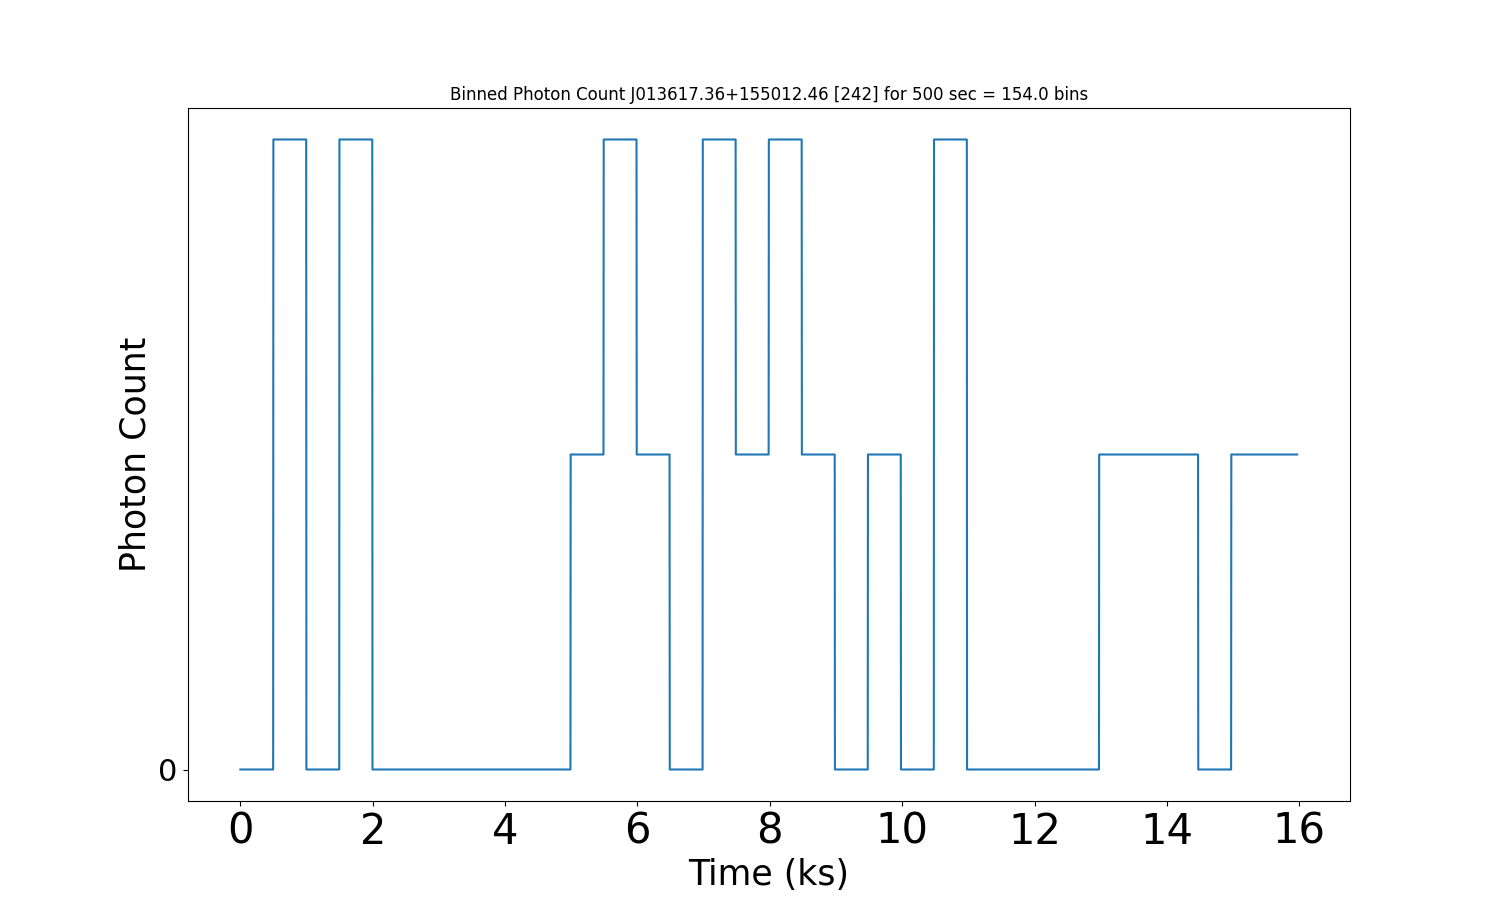 Binned Photon Count J013617.36+155012.46 [242] for 500 sec = 154.0 bins
Photon Count
0
0 2 4 6 8 10 12 14 16
Time (ks)